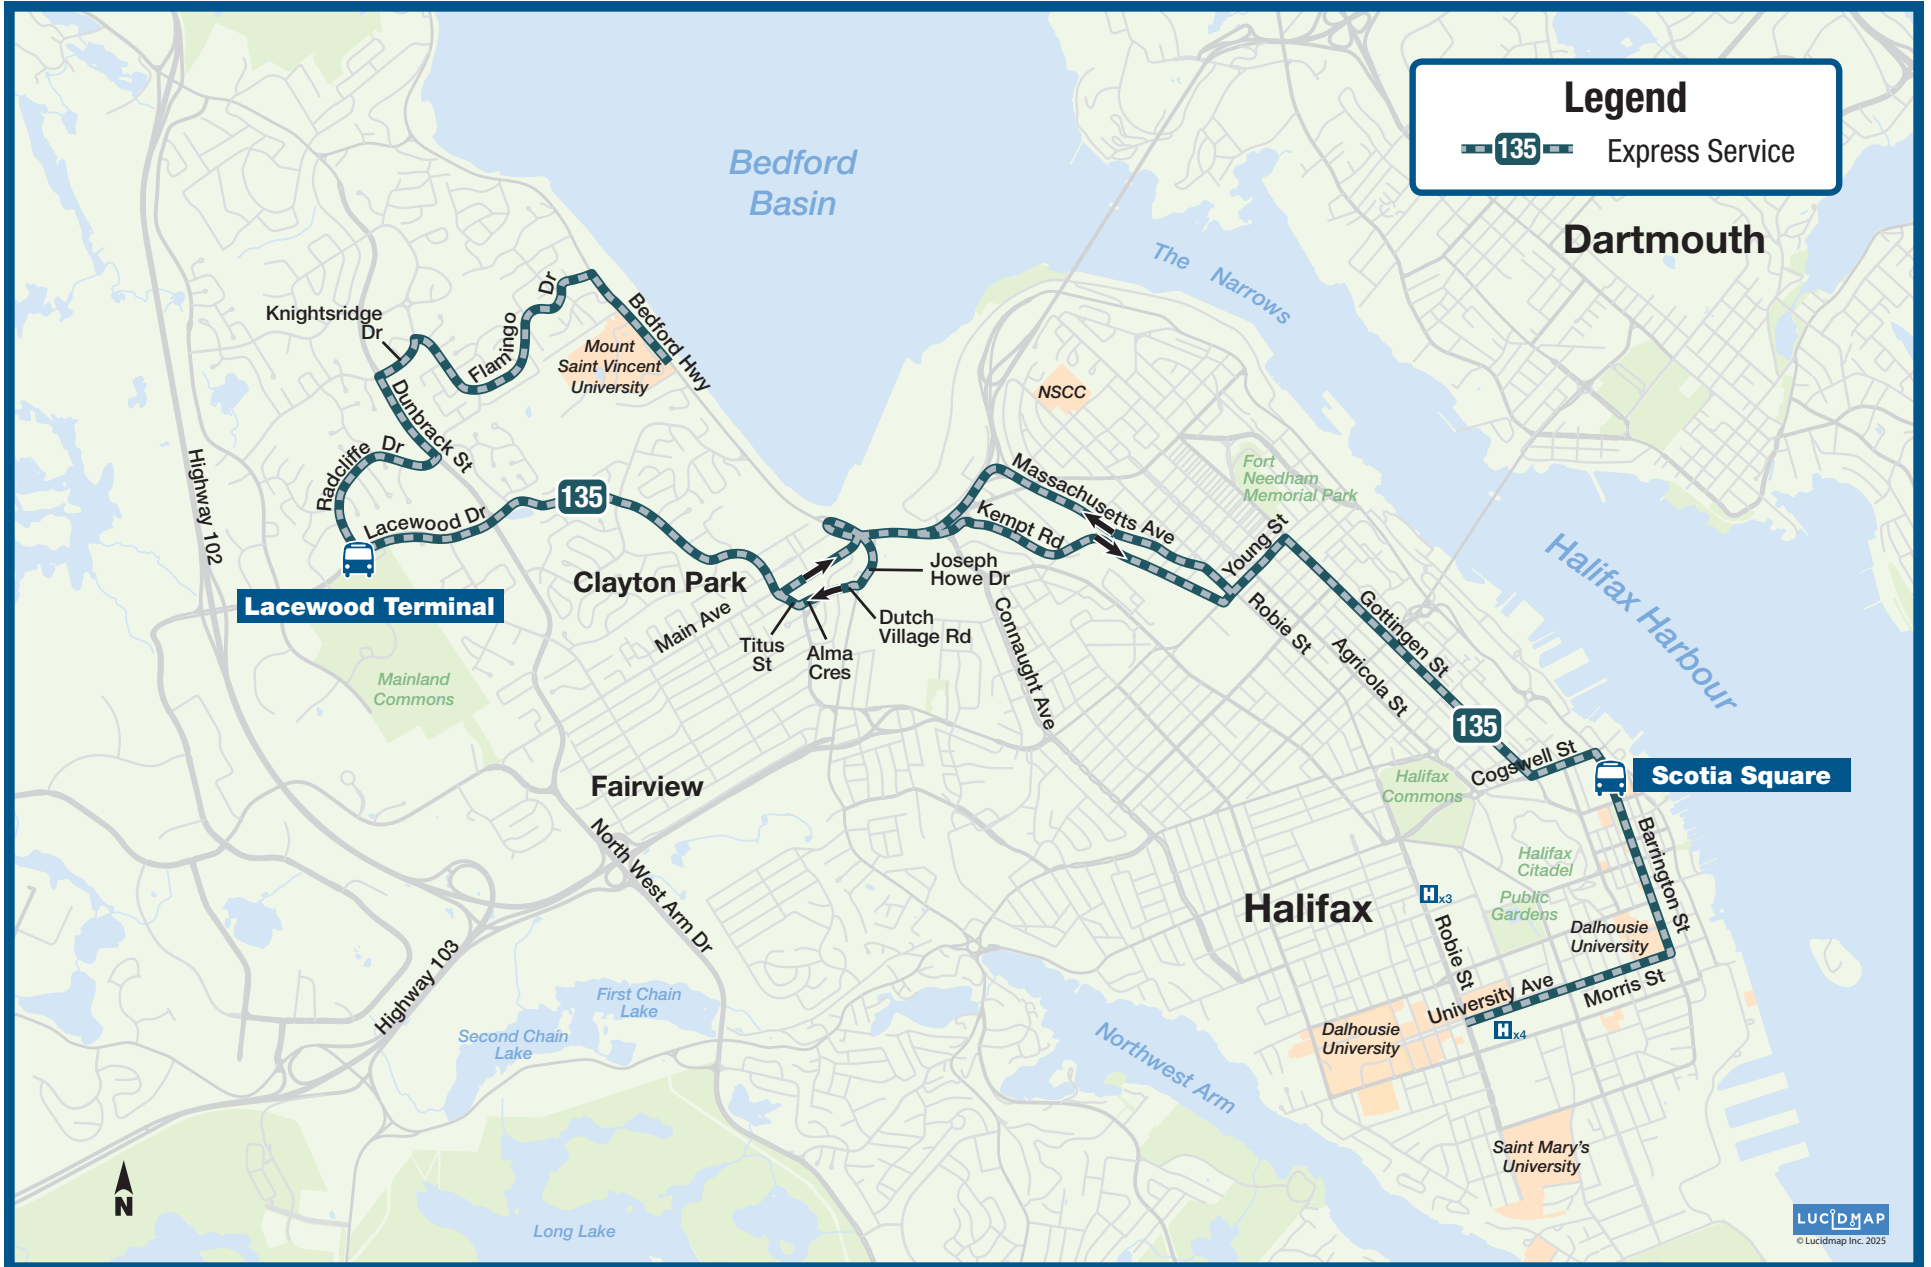 Legend
135
Express Service
Bedford
Basin
Dartmouth
The Narrows
Knightsridge
Dr
Flamingo Dr
Bedford Hwy
Mount
Saint Vincent
University
Dunbrack St
NSCC
Radcliffe Dr
Highway 102
Lacewood Dr
135
Massachusetts Ave
Kempt Rd
Fort
Needham
Memorial Park
Young St
Lacewood Terminal
Clayton Park
Joseph
Howe Dr
Main Ave
Titus
St
Alma
Cres
Dutch
Village Rd
Connaught Ave
Robie St
Agricola St
Gottingen St
Halifax Harbour
Mainland
Commons
135
Cogswell St
Scotia Square
Fairview
Halifax
Commons
North West Arm Dr
Barrington St
Halifax
Citadel
Halifax
H x3
Public
Gardens
Dalhousie
University
Robie St
Highway 103
First Chain
Lake
Second Chain
Lake
University Ave
Morris St
H x4
Dalhousie
University
Northwest Arm
Saint Mary's
University
N
Long Lake
LUCIDMAP
© Lucidmap Inc. 2025